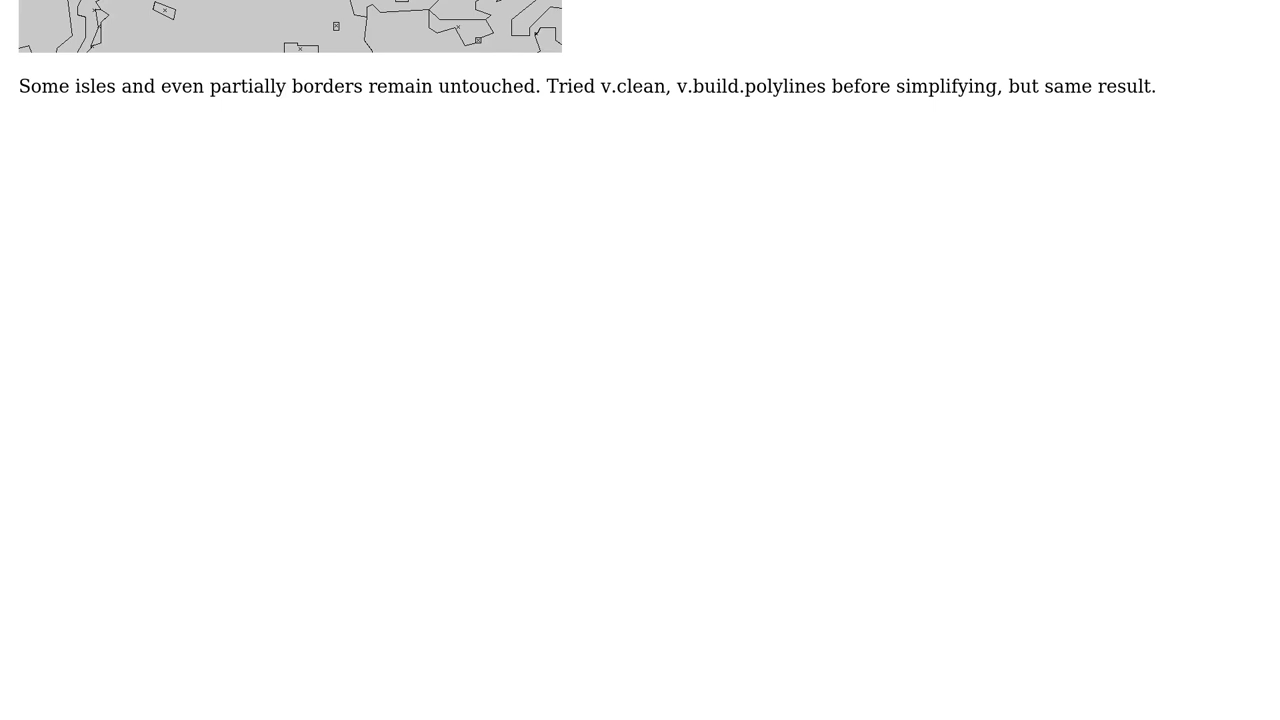 Some isles and even partially borders remain untouched. Tried v.clean, v.build.polylines before simplifying, but same result.